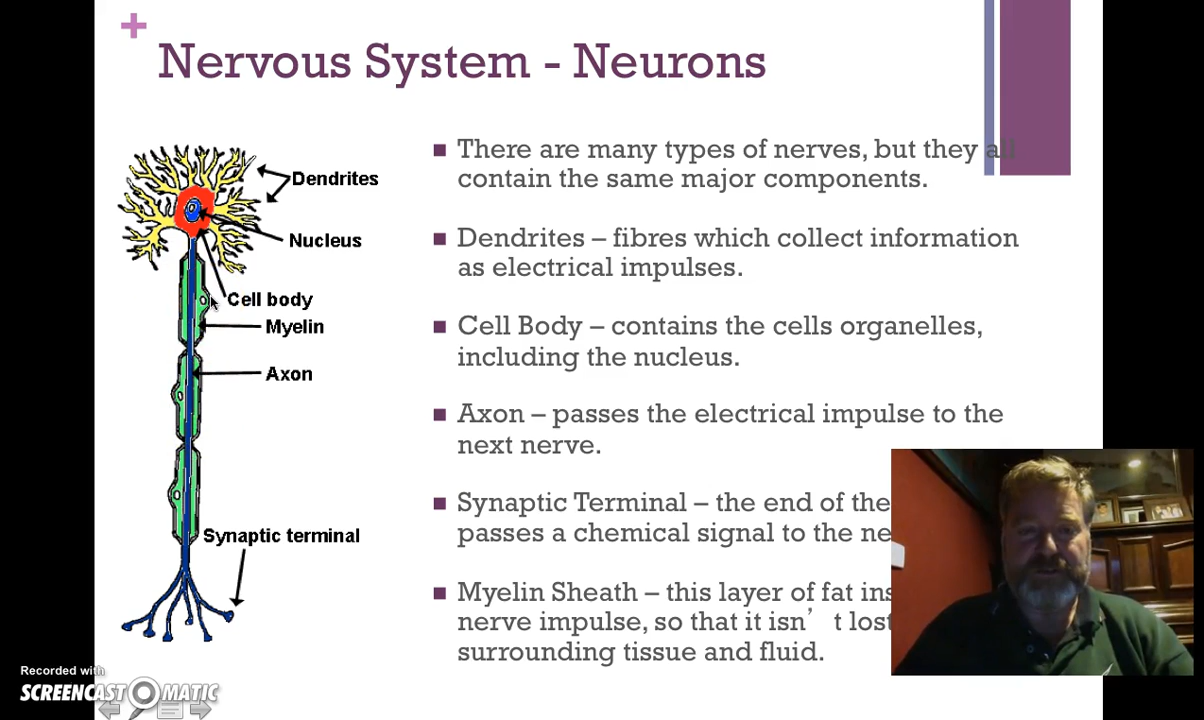 Nervous System - Neurons
Dendrites
Nucleus
Cell body
Myelin
Axon
Synaptic terminal
There are many types of nerves, but they all
contain the same major components.
Dendrites – fibres which collect information
as electrical impulses.
Cell Body – contains the cells organelles,
including the nucleus.
Axon – passes the electrical impulse to the
next nerve.
Synaptic Terminal – the end of the
passes a chemical signal to the
Myelin Sheath – this layer of fat
nerve impulse, so that it isn’ t lost
surrounding tissue and fluid.
Recorded with
SCREENCAST MATIC